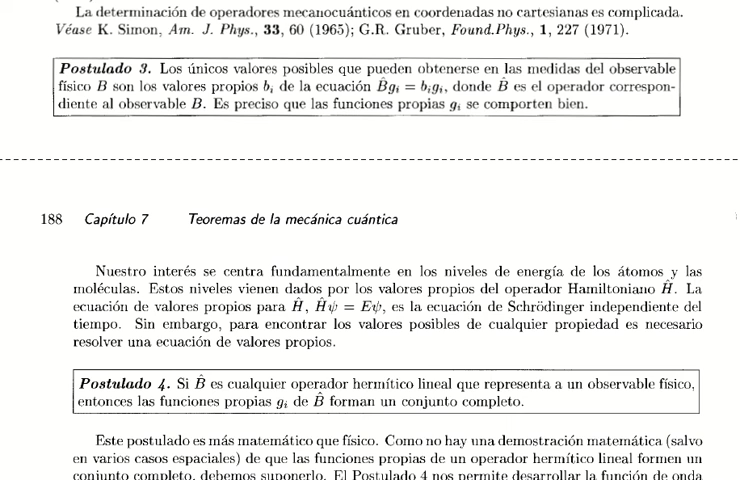 La determinación de operadores mecanocuánticos en coordenadas no cartesianas es complicada.
Véase K. Simon, Am. J. Phys., 33, 60 (1965); G.R. Gruber, Found.Phys., 1, 227 (1971).
Postulado 3. Los únicos valores posibles que pueden obtenerse en las medidas del observable
físico B son los valores propios bᵢ de la ecuación B̂gᵢ = bᵢgᵢ, donde B̂ es el operador correspon-
diente al observable B. Es preciso que las funciones propias gᵢ se comporten bien.
188 Capítulo 7 Teoremas de la mecánica cuántica
Nuestro interés se centra fundamentalmente en los niveles de energía de los átomos y las
moléculas. Estos niveles vienen dados por los valores propios del operador Hamiltoniano Ĥ. La
ecuación de valores propios para Ĥ, Ĥψ = Eψ, es la ecuación de Schrödinger independiente del
tiempo. Sin embargo, para encontrar los valores posibles de cualquier propiedad es necesario
resolver una ecuación de valores propios.
Postulado 4. Si B̂ es cualquier operador hermítico lineal que representa a un observable físico,
entonces las funciones propias gᵢ de B̂ forman un conjunto completo.
Este postulado es más matemático que físico. Como no hay una demostración matemática (salvo
en varios casos espaciales) de que las funciones propias de un operador hermítico lineal formen un
conjunto completo, debemos suponerlo. El Postulado 4 nos permite desarrollar la función de onda